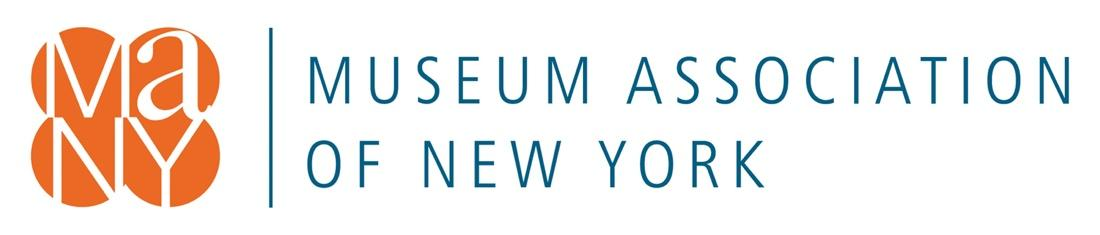 Ma
NY
MUSEUM ASSOCIATION
OF NEW YORK